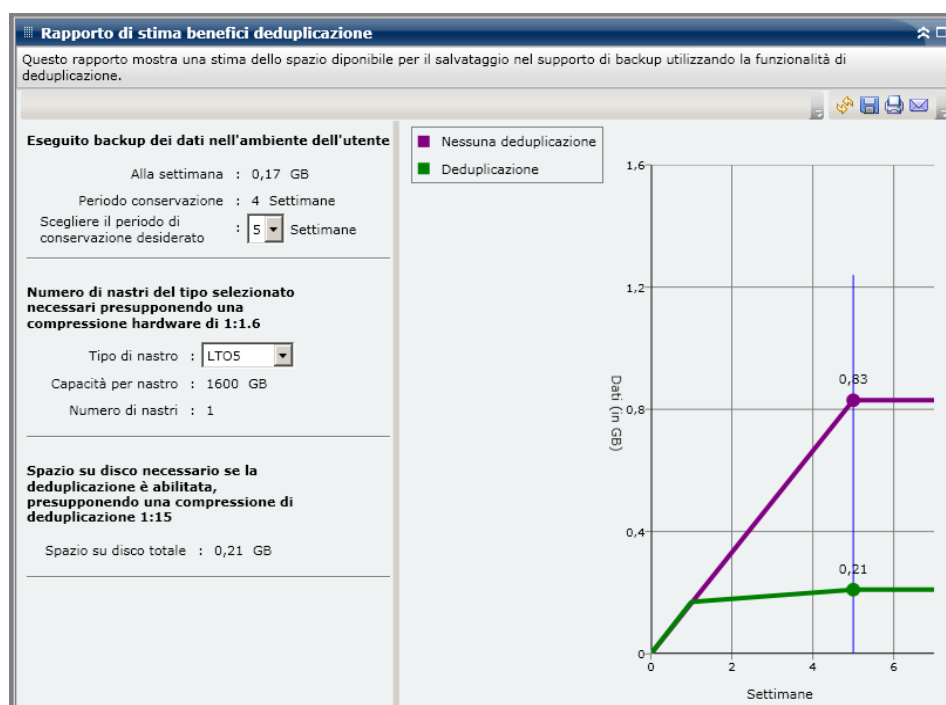 Rapporto di stima benefici deduplicazione
Questo rapporto mostra una stima dello spazio diponibile per il salvataggio nel supporto di backup utilizzando la funzionalità di
deduplicazione.
Eseguito backup dei dati nell'ambiente dell'utente
Alla settimana : 0,17 GB
Periodo conservazione : 4 Settimane
Scegliere il periodo di
conservazione desiderato : 5 Settimane
Numero di nastri del tipo selezionato
necessari presupponendo una
compressione hardware di 1:1.6
Tipo di nastro : LTO5
Capacità per nastro : 1600 GB
Numero di nastri : 1
Spazio su disco necessario se la
deduplicazione è abilitata,
presupponendo una compressione di
deduplicazione 1:15
Spazio su disco totale : 0,21 GB
Nessuna deduplicazione
Deduplicazione
1,6
1,2
0,8
0,4
0
Dati (in GB)
0,83
0,21
0
2
4
6
Settimane